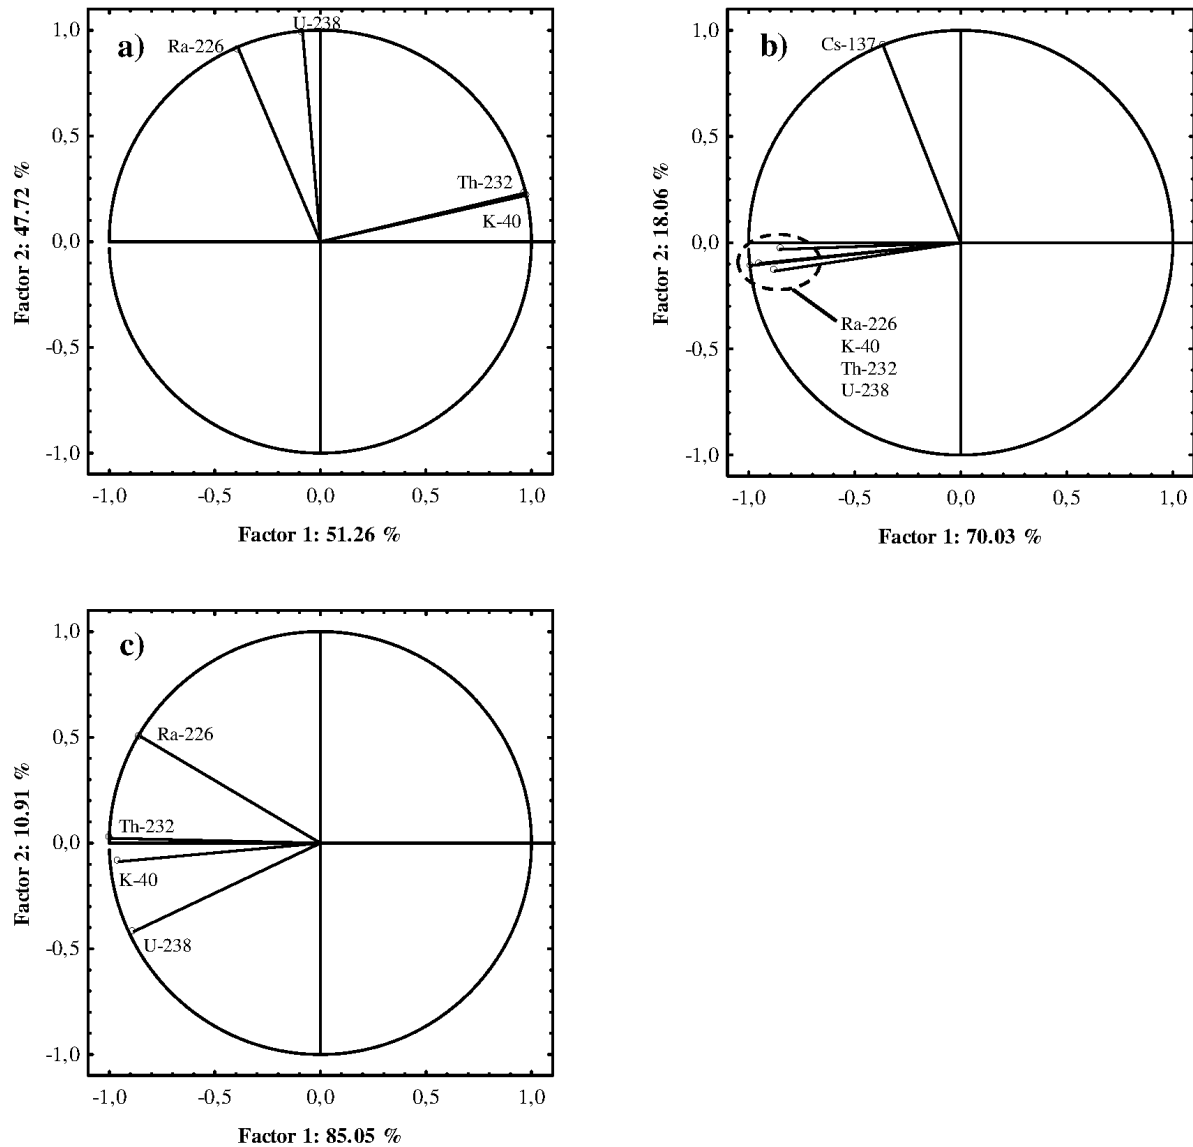 a)
U-238
Ra-226
Th-232
K-40
1,0
0,5
0,0
-0,5
-1,0
-1,0
-0,5
0,0
0,5
1,0
Factor 2: 47.72 %
Factor 1: 51.26 %
b)
Cs-137
Ra-226
K-40
Th-232
U-238
1,0
0,5
0,0
-0,5
-1,0
-1,0
-0,5
0,0
0,5
1,0
Factor 2: 18.06 %
Factor 1: 70.03 %
c)
Ra-226
Th-232
K-40
U-238
1,0
0,5
0,0
-0,5
-1,0
-1,0
-0,5
0,0
0,5
1,0
Factor 2: 10.91 %
Factor 1: 85.05 %